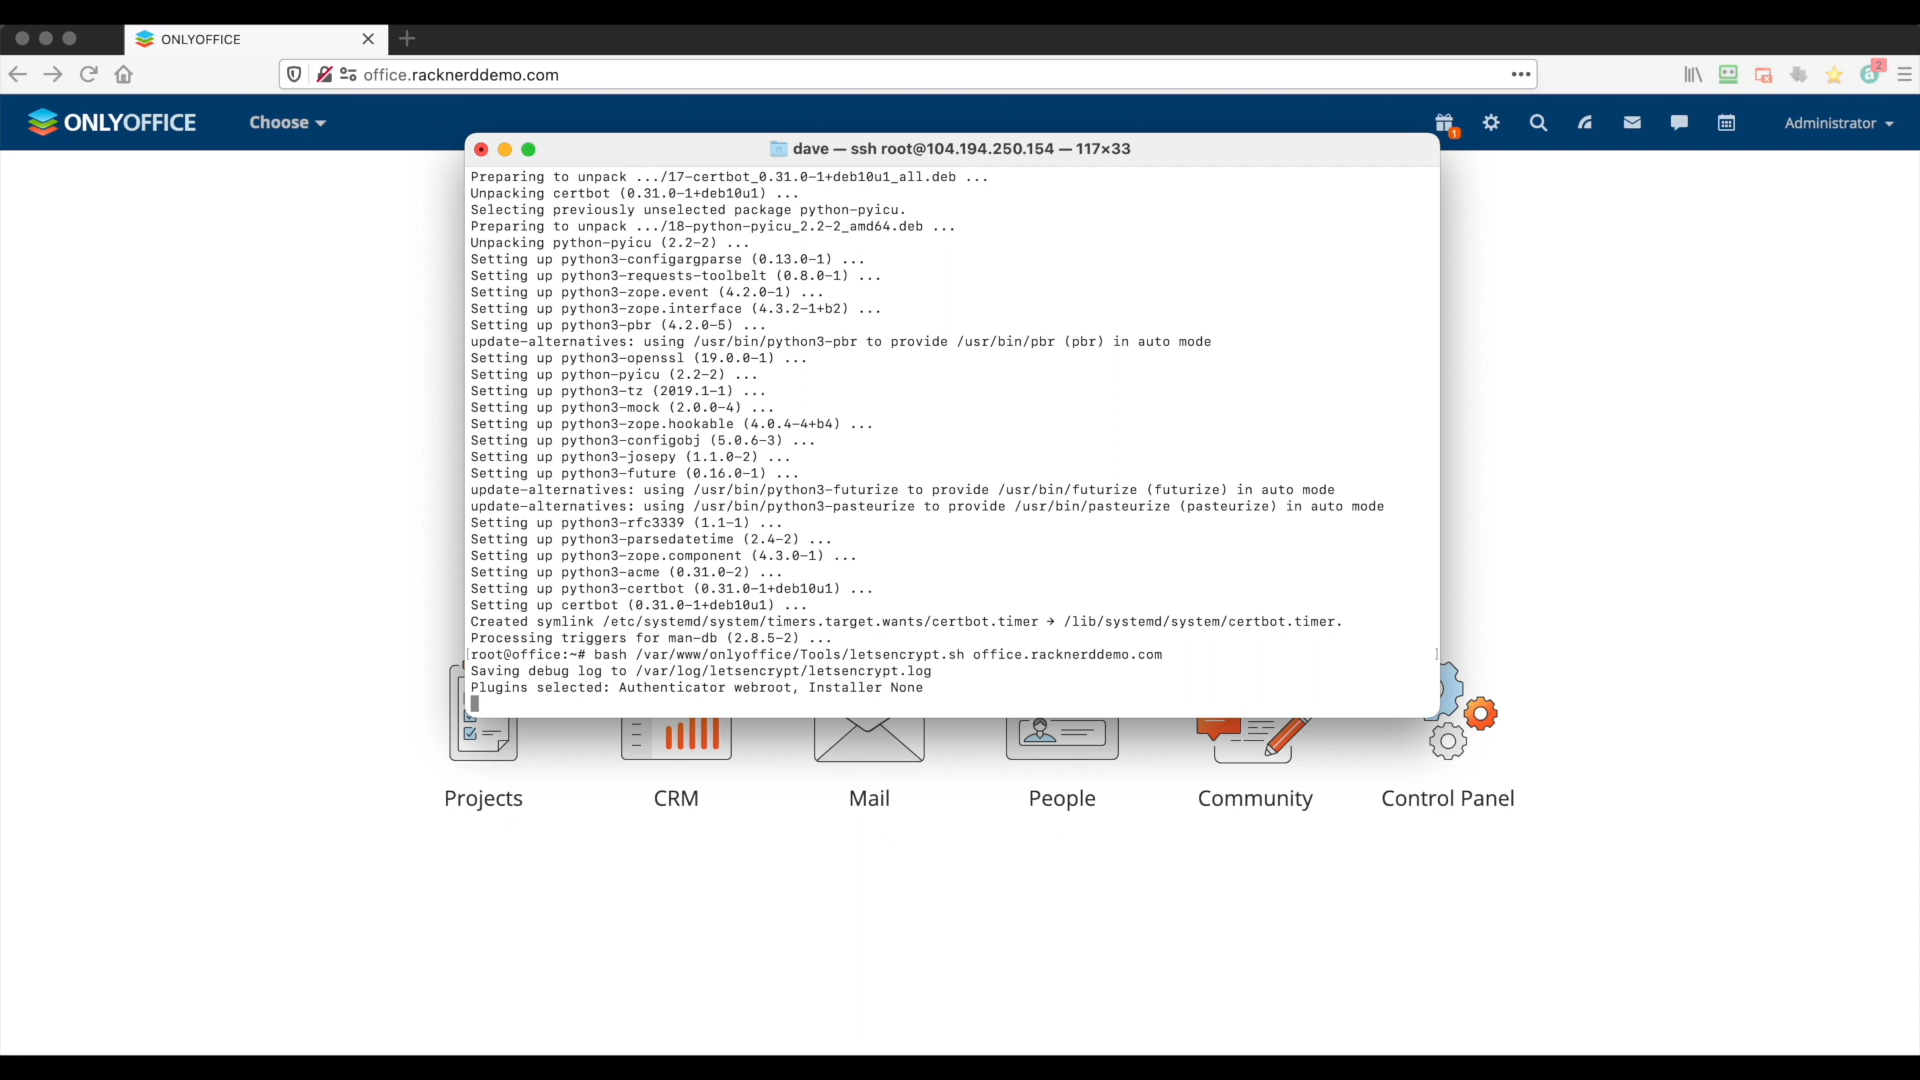 ONLYOFFICE
office.racknerddemo.com
2
ONLYOFFICE
Choose
1
Administrator
dave — ssh root@104.194.250.154 — 117×33
Preparing to unpack .../17-certbot_0.31.0-1+deb10u1_all.deb ...
Unpacking certbot (0.31.0-1+deb10u1) ...
Selecting previously unselected package python-pyicu.
Preparing to unpack .../18-python-pyicu_2.2-2_amd64.deb ...
Unpacking python-pyicu (2.2-2) ...
Setting up python3-configargparse (0.13.0-1) ...
Setting up python3-requests-toolbelt (0.8.0-1) ...
Setting up python3-zope.event (4.2.0-1) ...
Setting up python3-zope.interface (4.3.2-1+b2) ...
Setting up python3-pbr (4.2.0-5) ...
update-alternatives: using /usr/bin/python3-pbr to provide /usr/bin/pbr (pbr) in auto mode
Setting up python3-openssl (19.0.0-1) ...
Setting up python-pyicu (2.2-2) ...
Setting up python3-tz (2019.1-1) ...
Setting up python3-mock (2.0.0-4) ...
Setting up python3-zope.hookable (4.0.4-4+b4) ...
Setting up python3-configobj (5.0.6-3) ...
Setting up python3-josepy (1.1.0-2) ...
Setting up python3-future (0.16.0-1) ...
update-alternatives: using /usr/bin/python3-futurize to provide /usr/bin/futurize (futurize) in auto mode
update-alternatives: using /usr/bin/python3-pasteurize to provide /usr/bin/pasteurize (pasteurize) in auto mode
Setting up python3-rfc3339 (1.1-1) ...
Setting up python3-parsedatetime (2.4-2) ...
Setting up python3-zope.component (4.3.0-1) ...
Setting up python3-acme (0.31.0-2) ...
Setting up python3-certbot (0.31.0-1+deb10u1) ...
Setting up certbot (0.31.0-1+deb10u1) ...
Created symlink /etc/systemd/system/timers.target.wants/certbot.timer → /lib/systemd/system/certbot.timer.
Processing triggers for man-db (2.8.5-2) ...
[root@office:~# bash /var/www/onlyoffice/Tools/letsencrypt.sh office.racknerddemo.com ]
Saving debug log to /var/log/letsencrypt/letsencrypt.log
Plugins selected: Authenticator webroot, Installer None
Projects
CRM
Mail
People
Community
Control Panel